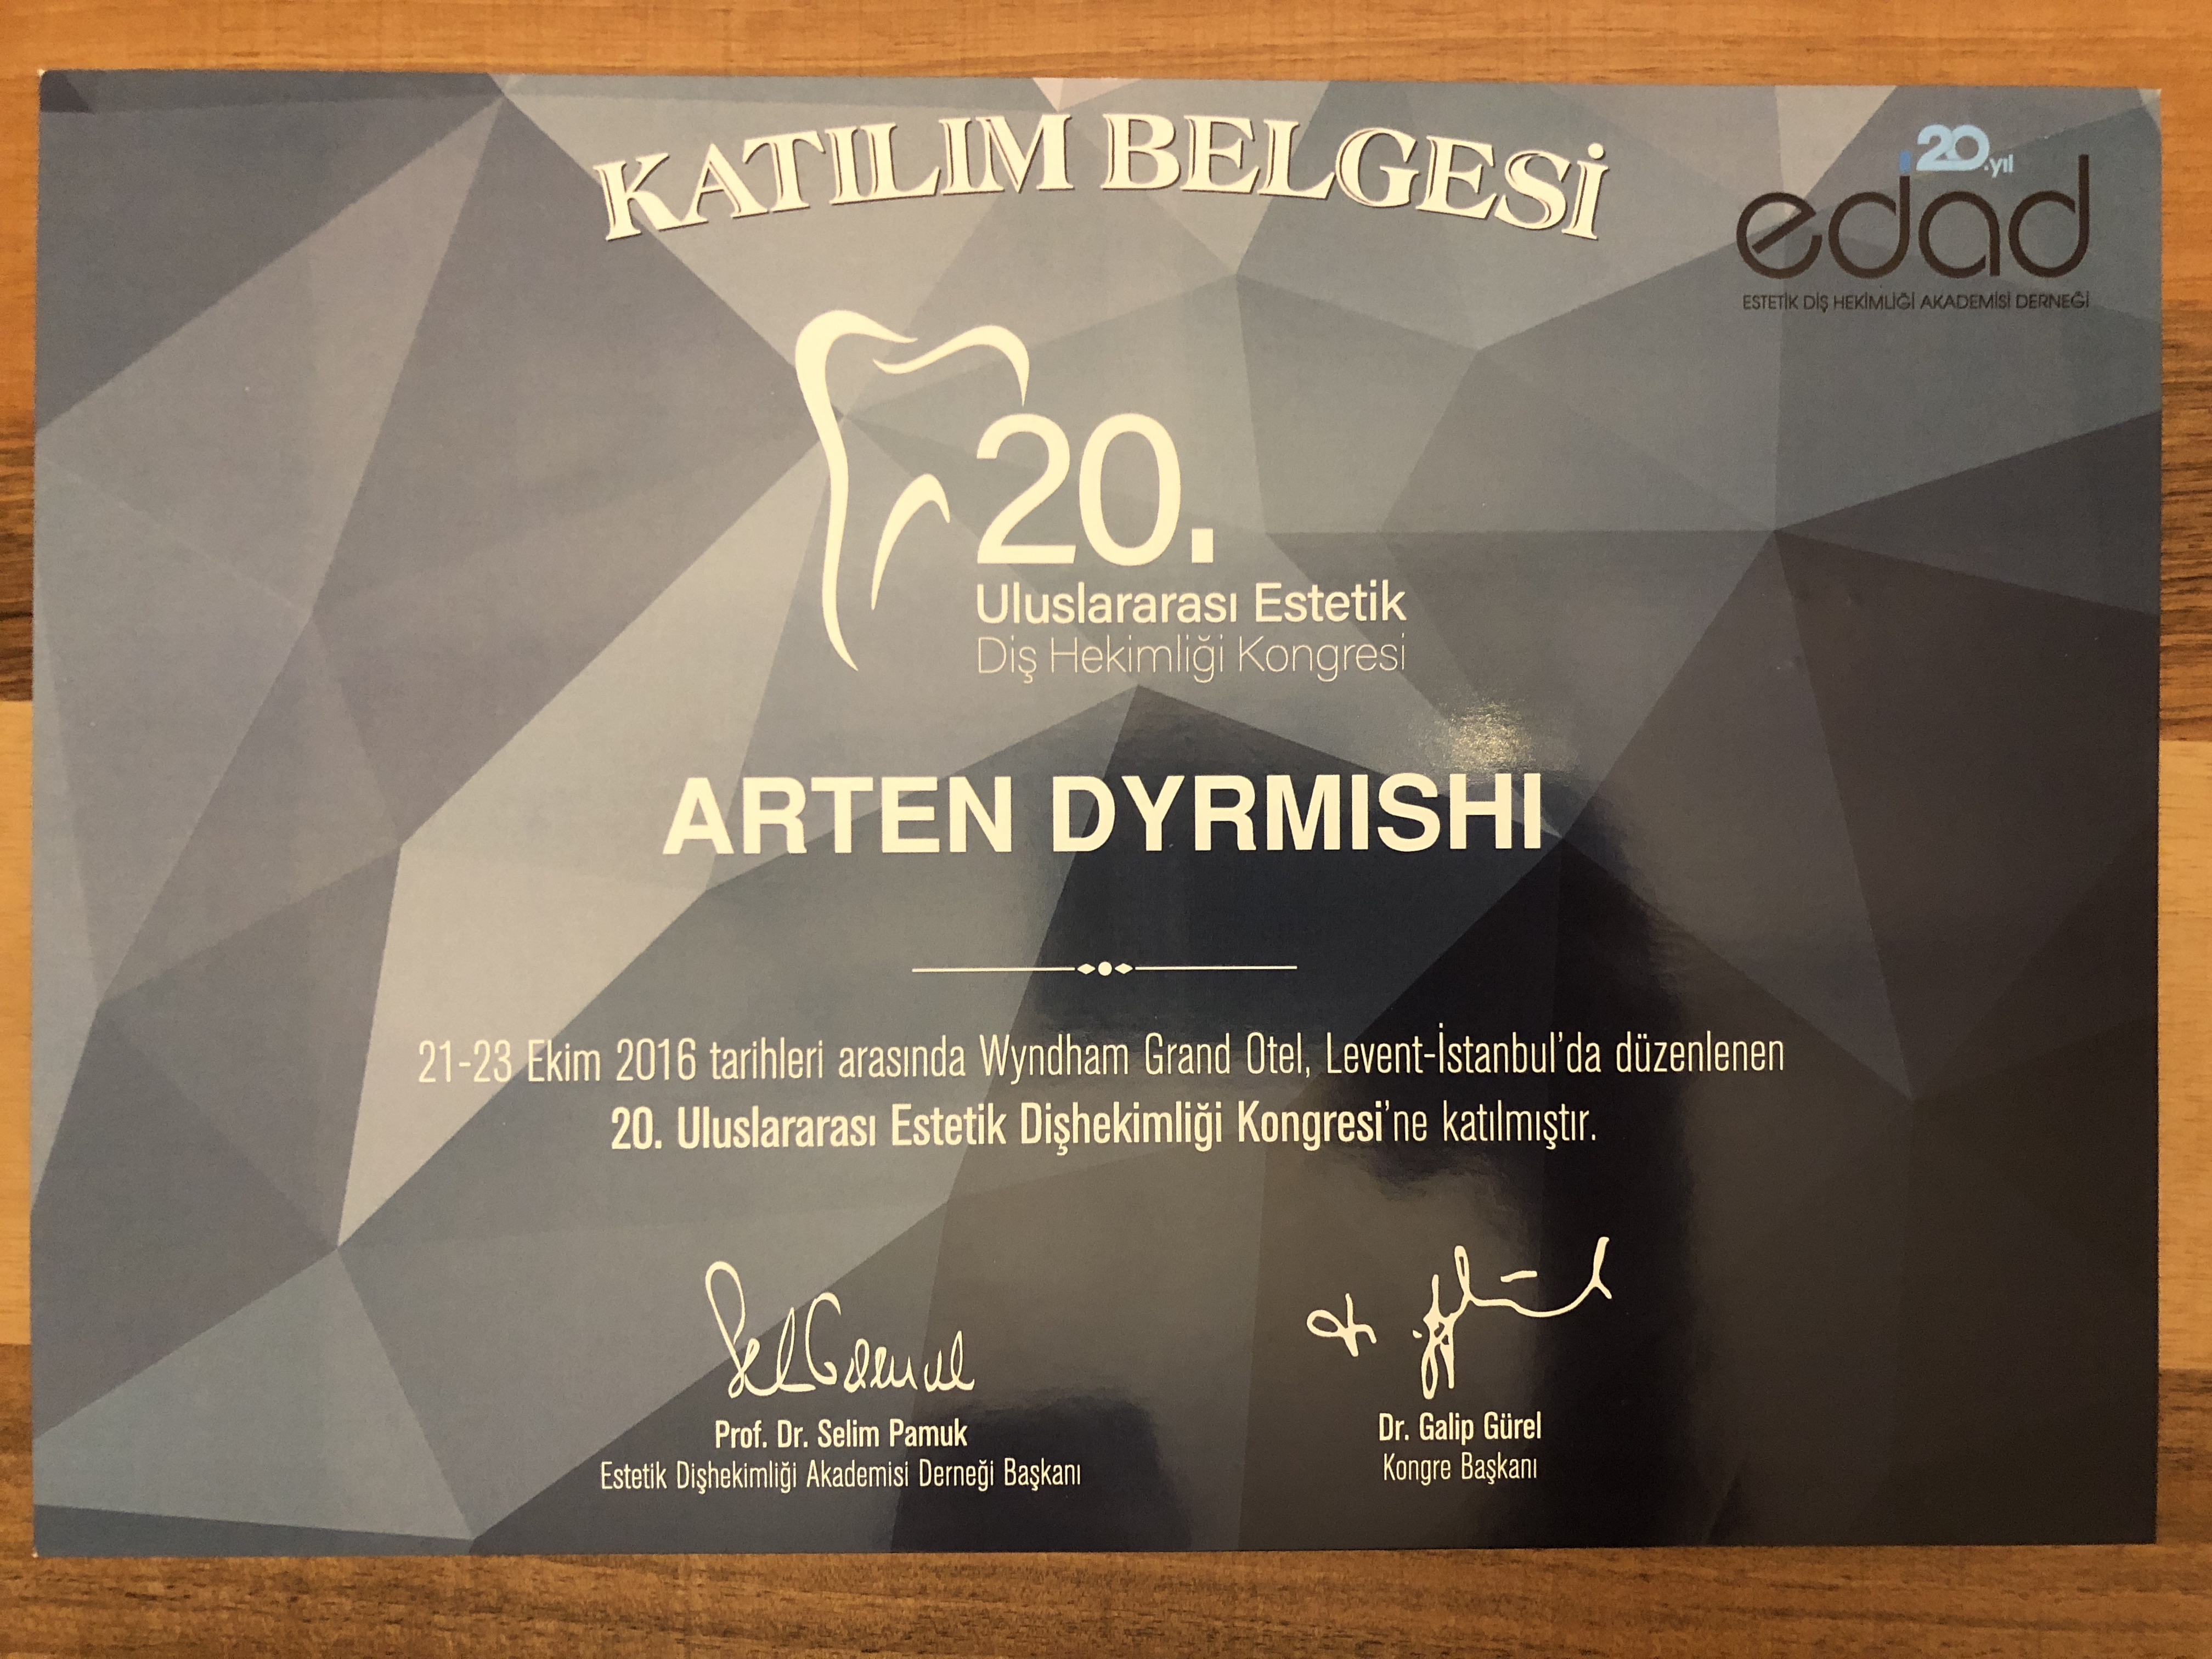 KATILIM BELGESİ
20.yıl
edad
ESTETİK DİŞ HEKİMLİĞİ AKADEMİSİ DERNEĞİ
20.
Uluslararası Estetik
Diş Hekimliği Kongresi
ARTEN DYRMISHI
21-23 Ekim 2016 tarihleri arasında Wyndham Grand Otel, Levent-İstanbul'da düzenlenen
20. Uluslararası Estetik Dişhekimliği Kongresi'ne katılmıştır.
Prof. Dr. Selim Pamuk
Estetik Dişhekimliği Akademisi Derneği Başkanı
Dr. Galip Gürel
Kongre Başkanı